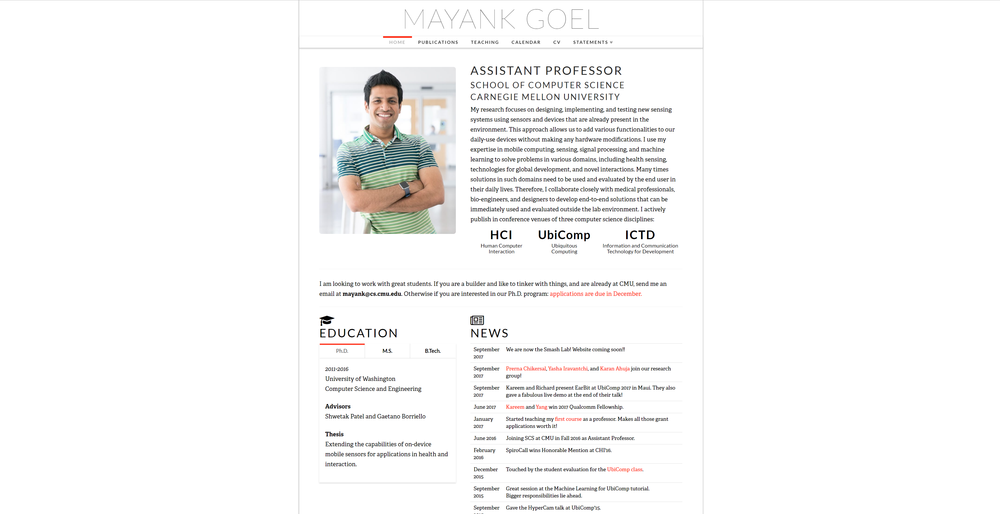 MAYANK GOEL
HOME PUBLICATIONS TEACHING CALENDAR CV STATEMENTS
ASSISTANT PROFESSOR
SCHOOL OF COMPUTER SCIENCE
CARNEGIE MELLON UNIVERSITY
My research focuses on designing, implementing, and testing new sensing
systems using sensors and devices that are already present in the
environment. This approach allows us to add various functionalities to our
daily-use devices without making any hardware modifications. I use my
expertise in mobile computing, sensing, signal processing, and machine
learning to solve problems in various domains, including health sensing,
technologies for global development, and novel interactions. Many times
solutions in such domains need to be used and evaluated by the end user in
their daily lives. Therefore, I collaborate closely with medical professionals,
bio-engineers, and designers to develop end-to-end solutions that can be
immediately used and evaluated outside the lab environment. I actively
publish in conference venues of three computer science disciplines:
HCI
Human Computer
Interaction
UbiComp
Ubiquitous
Computing
ICTD
Information and Communication
Technology for Development
I am looking to work with great students. If you are a builder and like to tinker with things, and are already at CMU, send me an
email at mayank@cs.cmu.edu. Otherwise if you are interested in our Ph.D. program: applications are due in December.
EDUCATION
Ph.D. M.S. B.Tech.
2011-2016
University of Washington
Computer Science and Engineering
Advisors
Shwetak Patel and Gaetano Borriello
Thesis
Extending the capabilities of on-device
mobile sensors for applications in health and
interaction.
NEWS
September We are now the Smash Lab! Website coming soon!!
2017
September Prerna Chikersal, Yasha Iravantchi, and Karan Ahuja join our research
2017 group!
September Kareem and Richard present EarBit at UbiComp 2017 in Maui. They also
2017 gave a fabulous live demo at the end of their talk!
June 2017 Kareem and Yang win 2017 Qualcomm Fellowship.
January Started teaching my first course as a professor. Makes all those grant
2017 applications worth it!
June 2016 Joining SCS at CMU in Fall 2016 as Assistant Professor.
February SpiroCall wins Honorable Mention at CHI'16.
2016
December Touched by the student evaluation for the UbiComp class.
2015
September Great session at the Machine Learning for UbiComp tutorial.
2015 Bigger responsibilities lie ahead.
September Gave the HyperCam talk at UbiComp'15.